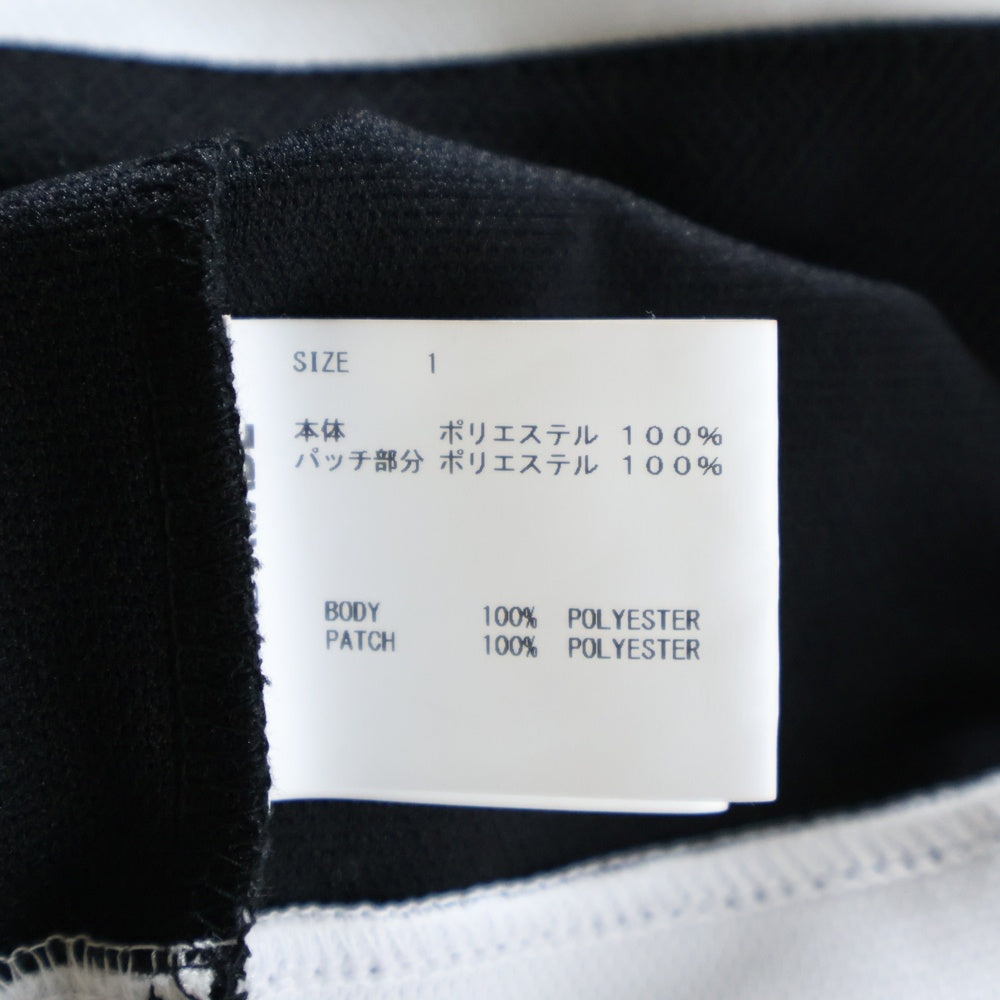 SIZE 1
本体 ポリエステル 100%
パッチ部分 ポリエステル 100%
BODY 100% POLYESTER
PATCH 100% POLYESTER